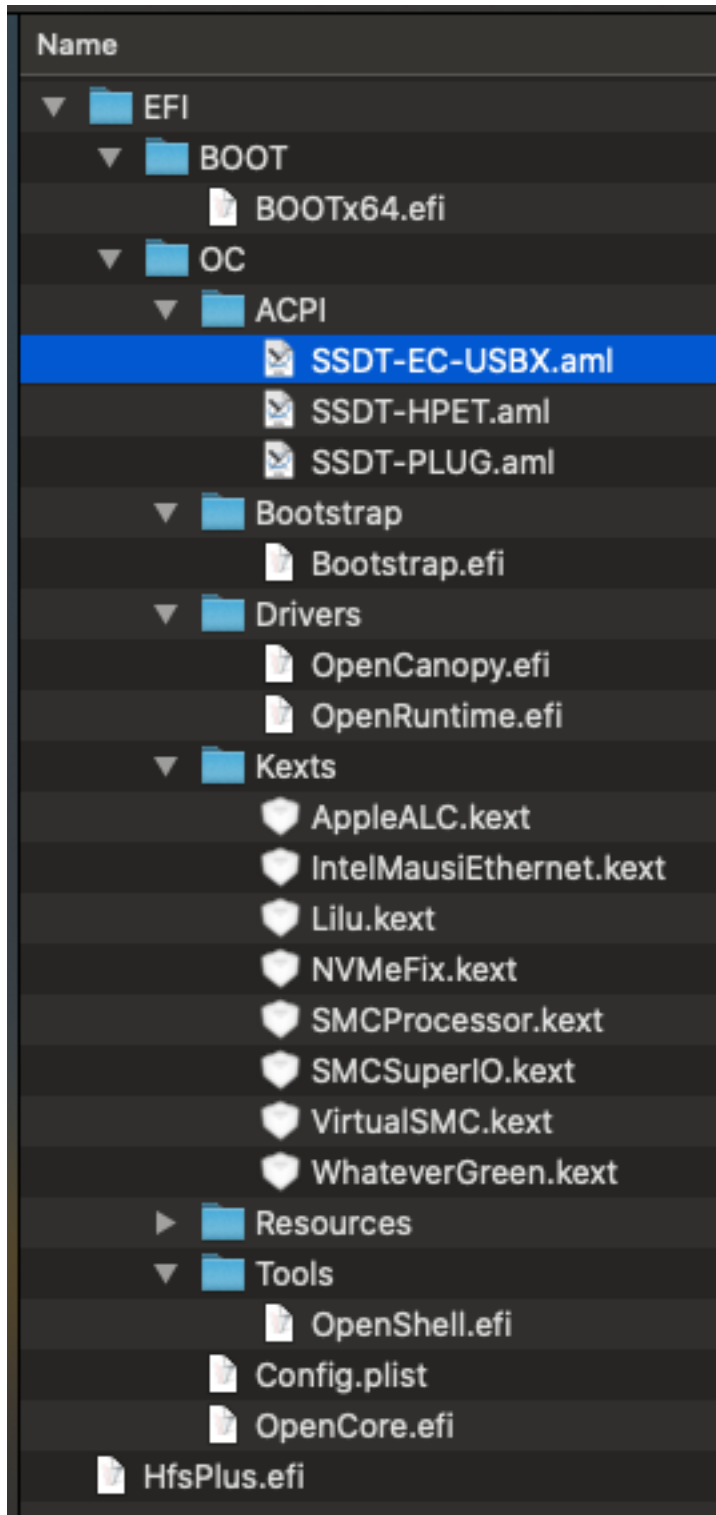 Name
EFI
BOOT
BOOTx64.efi
OC
ACPI
SSDT-EC-USBX.aml
SSDT-HPET.aml
SSDT-PLUG.aml
Bootstrap
Bootstrap.efi
Drivers
OpenCanopy.efi
OpenRuntime.efi
Kexts
AppleALC.kext
IntelMausiEthernet.kext
Lilu.kext
NVMeFix.kext
SMCProcessor.kext
SMCSuperIO.kext
VirtualSMC.kext
WhateverGreen.kext
Resources
Tools
OpenShell.efi
Config.plist
OpenCore.efi
HfsPlus.efi